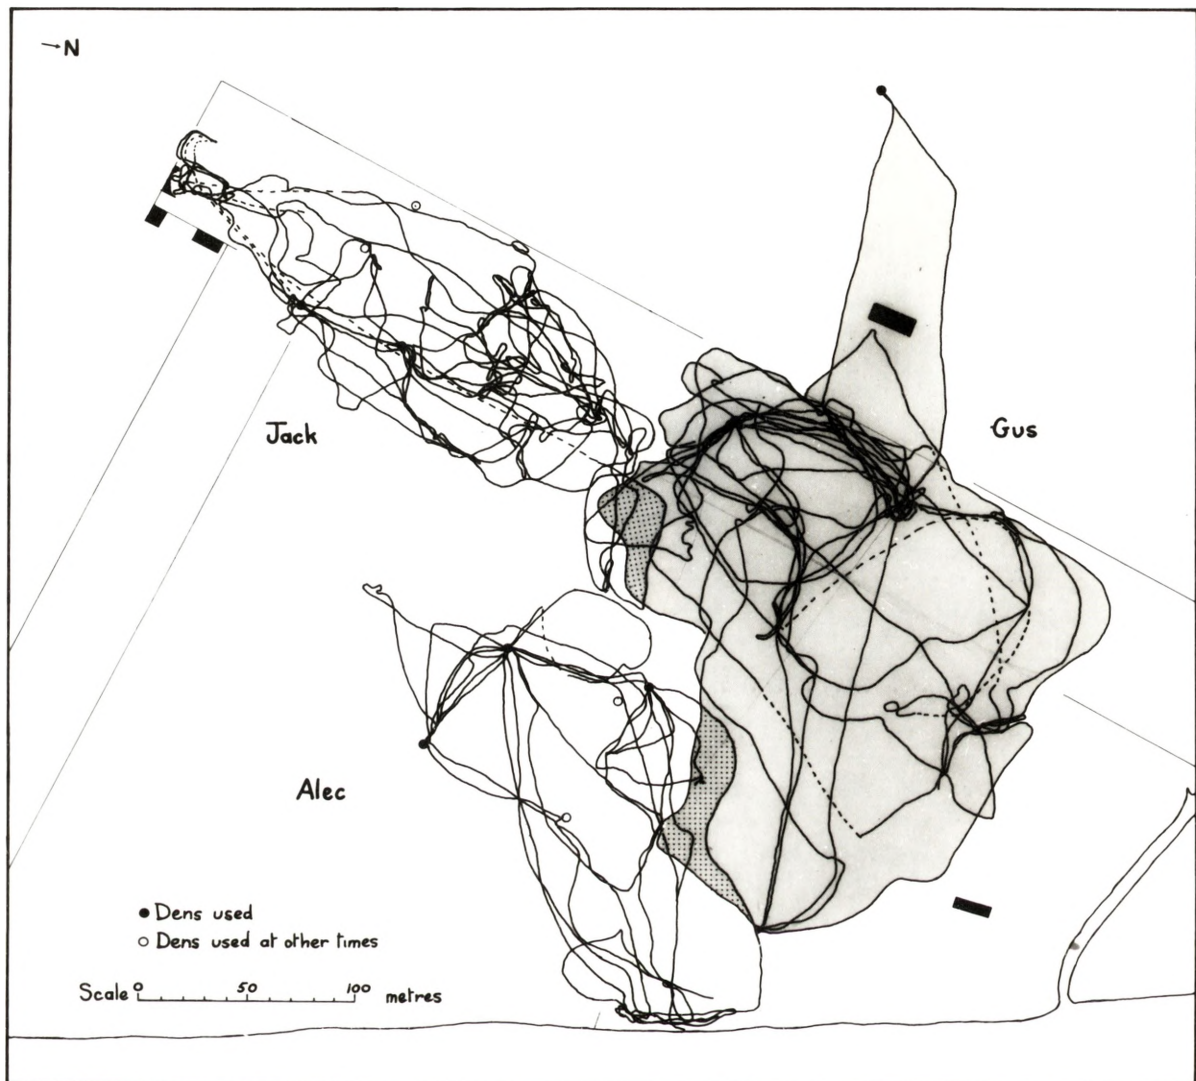 N
Gus
Jack
Alec
Dens used
Dens used at other times
Scale 0 50 100 metres